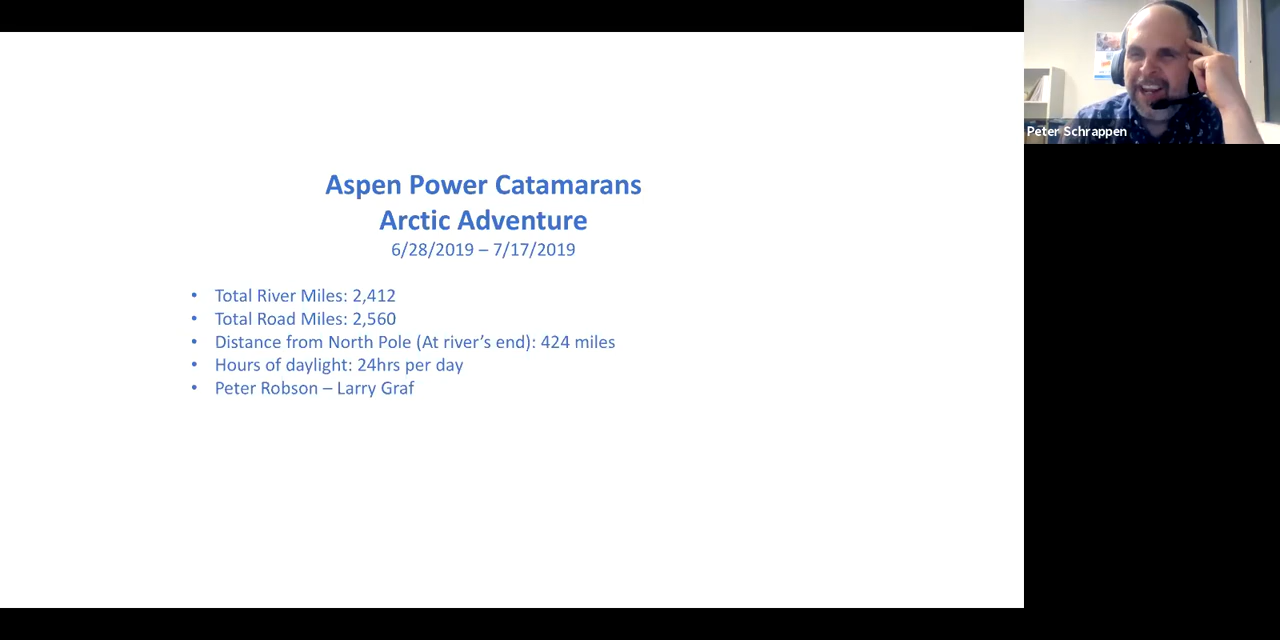 Aspen Power Catamarans
Arctic Adventure
6/28/2019 – 7/17/2019
• Total River Miles: 2,412
• Total Road Miles: 2,560
• Distance from North Pole (At river’s end): 424 miles
• Hours of daylight: 24hrs per day
• Peter Robson – Larry Graf
Peter Schrappen